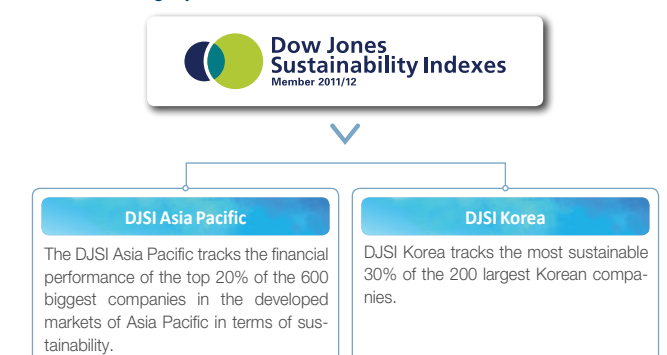 Dow Jones
Sustainability Indexes
Member 2011/12
DJSI Asia Pacific
The DJSI Asia Pacific tracks the financial
performance of the top 20% of the 600
biggest companies in the developed
markets of Asia Pacific in terms of sus-
tainability.
DJSI Korea
DJSI Korea tracks the most sustainable
30% of the 200 largest Korean compa-
nies.